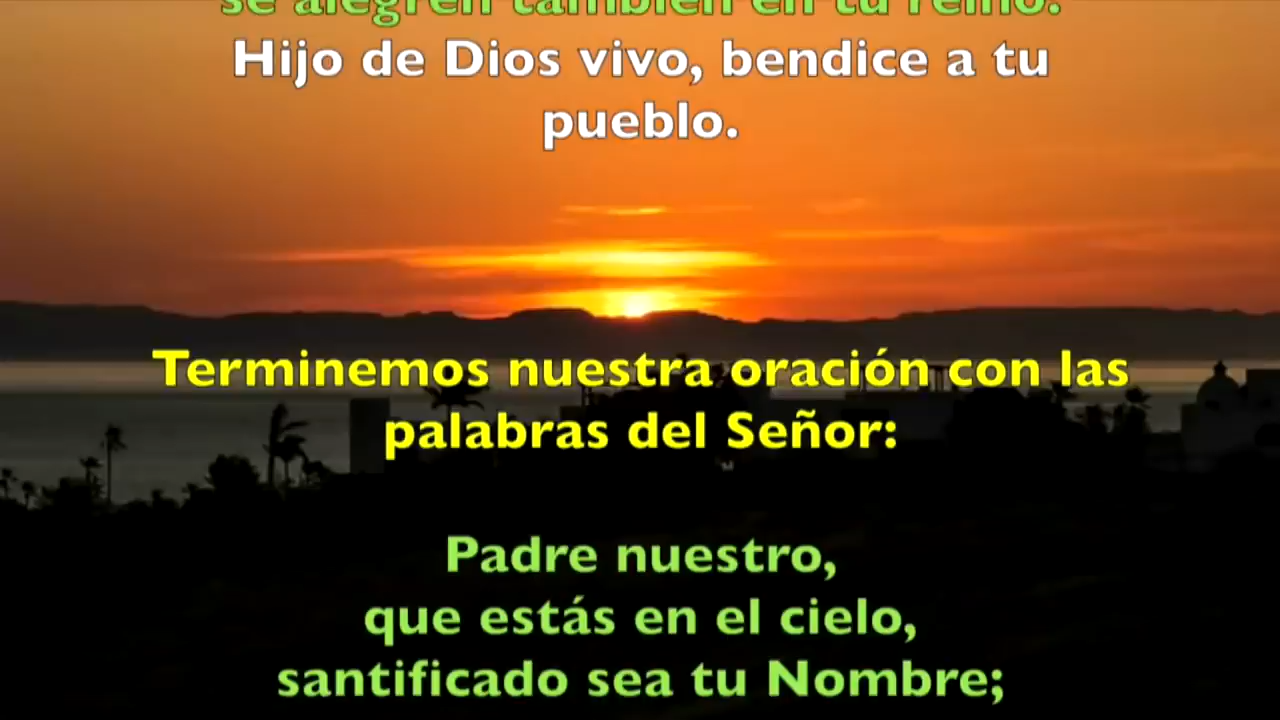 se alegren también en tu reino.
Hijo de Dios vivo, bendice a tu
pueblo.
Terminemos nuestra oración con las
palabras del Señor:
Padre nuestro,
que estás en el cielo,
santificado sea tu Nombre;